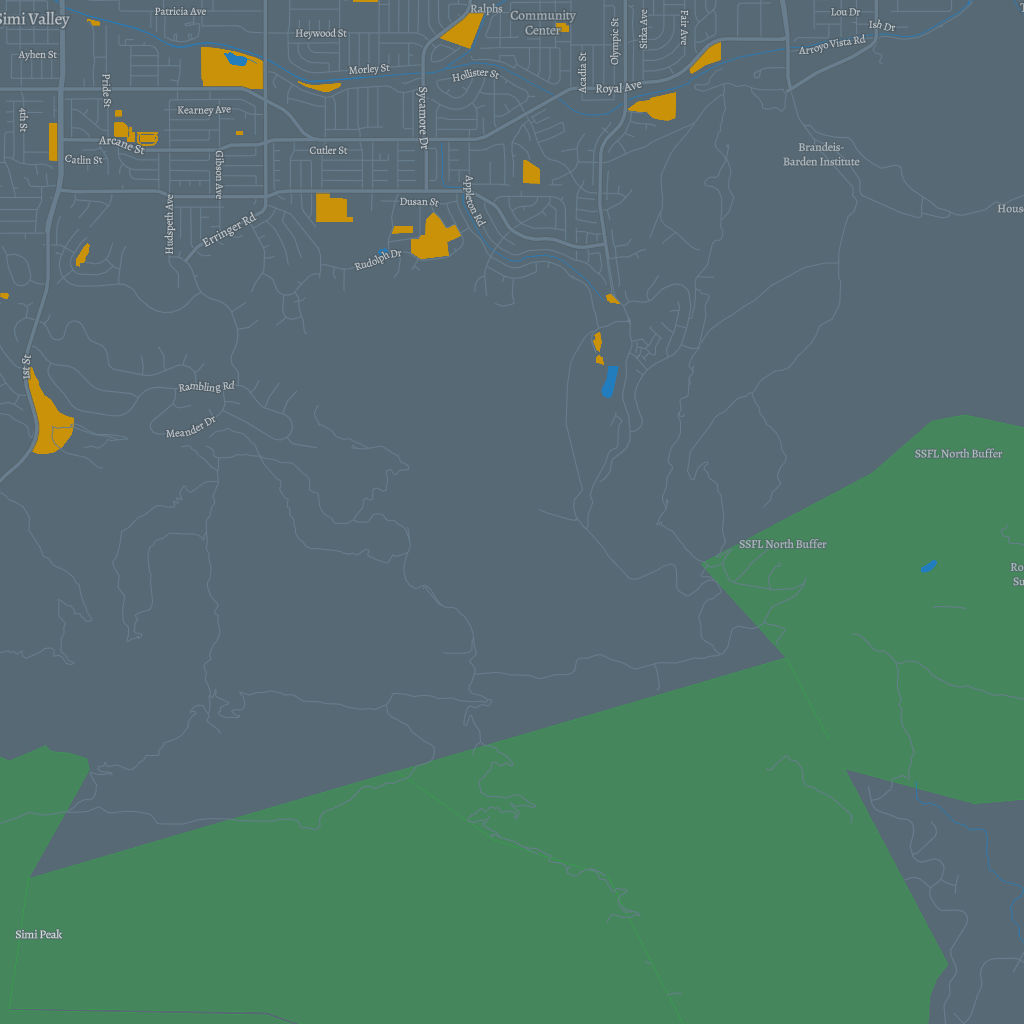 Simi Valley
Patricia Ave
Ralphs
Community
Center
Lou Dr
Ish Dr
Heywood St
Olympic St
Sitka Ave
Fair Ave
Arroyo Vista Rd
Ayhen St
Morley St
Hollister St
Acadia St
Royal Ave
Pride St
4th St
Kearney Ave
Sycamore Dr
Arcane St
Catlin St
Gibson Ave
Cutler St
Brandeis-
Barden Institute
Hudspeth Ave
Erringer Rd
Dusan St
Appleton Rd
Rudolph Dr
1st St
Rambling Rd
Meander Dr
SSFL North Buffer
SSFL North Buffer
Simi Peak